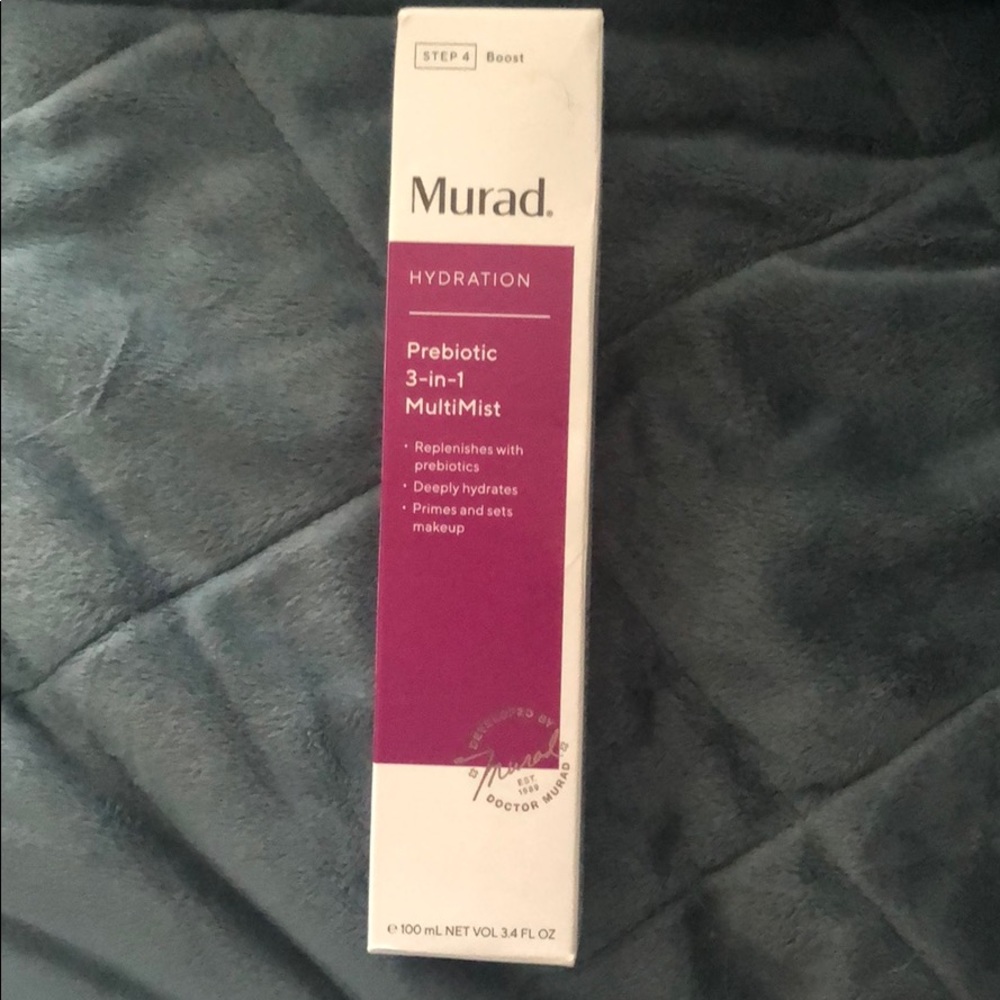 STEP 4 Boost
Murad.
HYDRATION
Prebiotic
3-in-1
MultiMist
• Replenishes with
prebiotics
• Deeply hydrates
• Primes and sets
makeup
DEVELOPED BY
Murad
EST.
1989
DOCTOR MURAD
℮ 100 mL NET VOL 3.4 FL OZ